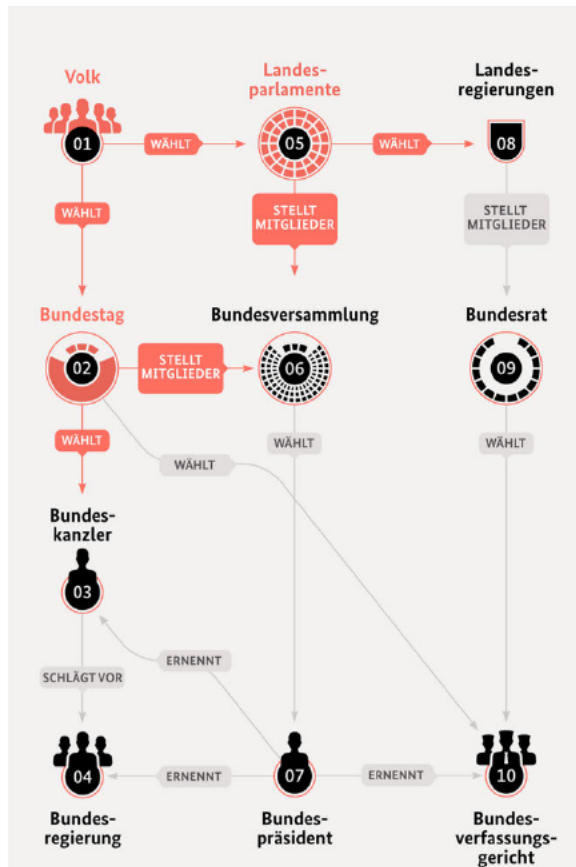 Volk
Landes-
parlamente
Landes-
regierungen
01
WÄHLT
05
WÄHLT
08
WÄHLT
STELLT
MITGLIEDER
STELLT
MITGLIEDER
Bundestag
Bundesversammlung
Bundesrat
02
STELLT
MITGLIEDER
06
09
WÄHLT
WÄHLT
WÄHLT
WÄHLT
Bundes-
kanzler
03
ERNENNT
SCHLÄGT VOR
04
ERNENNT
07
ERNENNT
10
Bundes-
regierung
Bundes-
präsident
Bundes-
verfassungs-
gericht